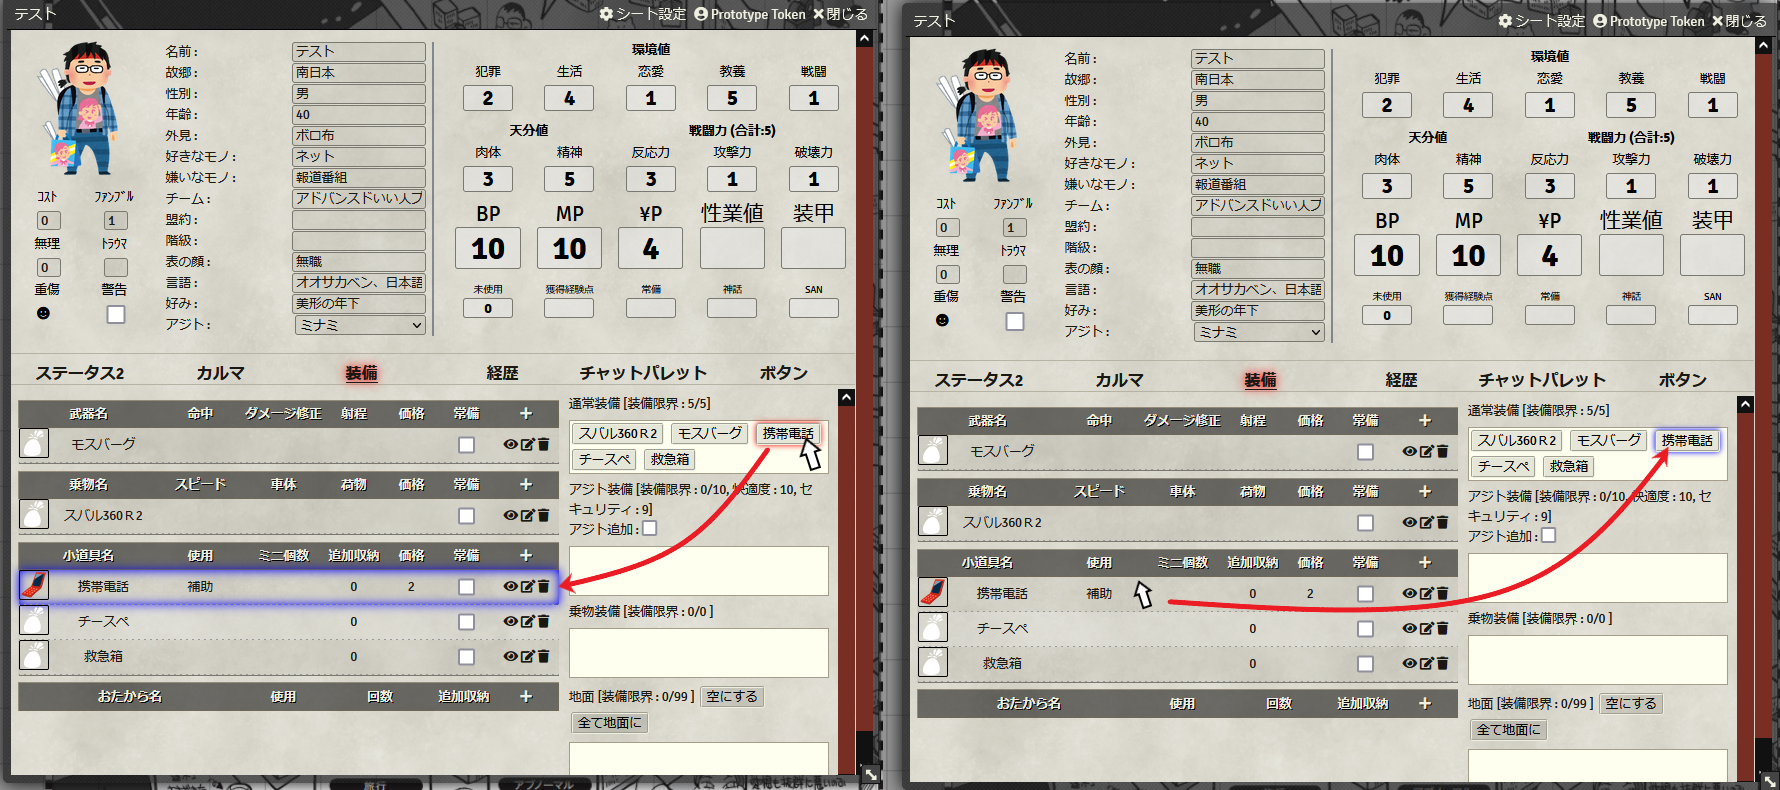 テスト
シート設定 Prototype Token 閉じる
環境値
名前: テスト
故郷: 南日本
性別: 男
年齢: 40
外見: ボロ布
好きなモノ: ネット
嫌いなモノ: 報道番組
チーム: アドバンスドいい人ブ
盟約:
階級:
表の顔: 無職
言語: オオサカベン、日本語
好み: 美形の年下
アジト: ミナミ
犯罪 生活 恋愛 教養 戦闘
2 4 1 5 1
天分値 戦闘力 (合計:5)
肉体 精神 反応力 攻撃力 破壊力
3 5 3 1 1
BP MP ¥P 性業値 装甲
10 10 4
未使用 獲得経験点 常備 神話 SAN
0
ｺｽﾄ ﾌｧﾝﾌﾞﾙ
0 1
無理 ﾄﾗｳﾏ
0
重傷 警告
ステータス2 カルマ 装備 経歴 チャットパレット ボタン
武器名 命中 ダメージ修正 射程 価格 常備 +
モスバーグ
乗物名 スピード 車体 荷物 価格 常備 +
スバル360Ｒ2
小道具名 使用 ミニ個数 追加収納 価格 常備 +
携帯電話 補助 0 2
チースペ 0
救急箱 0
おたから名 使用 回数 追加収納 +
通常装備 [装備限界 : 5/5]
スバル360Ｒ2 モスバーグ 携帯電話
チースペ 救急箱
アジト装備 [装備限界 : 0/10, 快適度 : 10, セ
キュリティ : 9]
アジト追加:
乗物装備 [装備限界 : 0/0 ]
地面 [装備限界 : 0/99 ] 空にする
全て地面に
テスト
シート設定 Prototype Token 閉じる
環境値
名前: テスト
故郷: 南日本
性別: 男
年齢: 40
外見: ボロ布
好きなモノ: ネット
嫌いなモノ: 報道番組
チーム: アドバンスドいい人ブ
盟約:
階級:
表の顔: 無職
言語: オオサカベン、日本語
好み: 美形の年下
アジト: ミナミ
犯罪 生活 恋愛 教養 戦闘
2 4 1 5 1
天分値 戦闘力 (合計:5)
肉体 精神 反応力 攻撃力 破壊力
3 5 3 1 1
BP MP ¥P 性業値 装甲
10 10 4
未使用 獲得経験点 常備 神話 SAN
0
ｺｽﾄ ﾌｧﾝﾌﾞﾙ
0 1
無理 ﾄﾗｳﾏ
0
重傷 警告
ステータス2 カルマ 装備 経歴 チャットパレット ボタン
武器名 命中 ダメージ修正 射程 価格 常備 +
モスバーグ
乗物名 スピード 車体 荷物 価格 常備 +
スバル360Ｒ2
小道具名 使用 ミニ個数 追加収納 価格 常備 +
携帯電話 補助 0 2
チースペ 0
救急箱 0
おたから名 使用 回数 追加収納 +
通常装備 [装備限界 : 5/5]
スバル360Ｒ2 モスバーグ 携帯電話
チースペ 救急箱
アジト装備 [装備限界 : 0/10, 快適度 : 10, セ
キュリティ : 9]
アジト追加:
乗物装備 [装備限界 : 0/0 ]
地面 [装備限界 : 0/99 ] 空にする
全て地面に